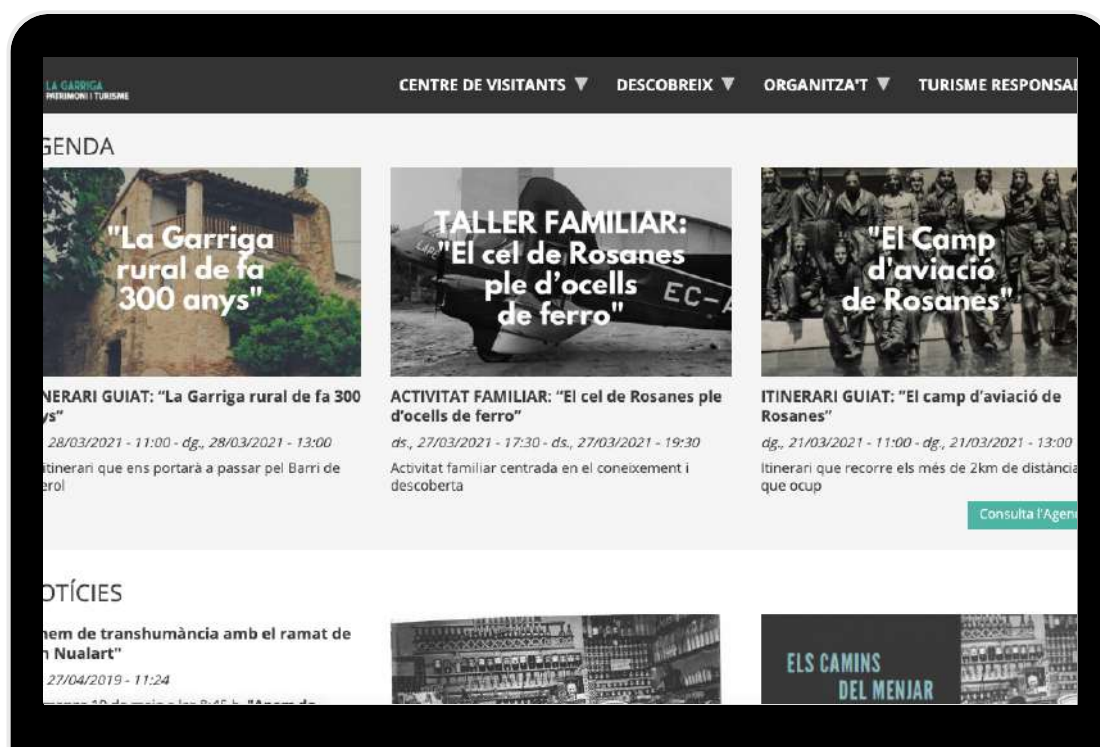 LA GARRIGA
PATRIMONI I TURISME
CENTRE DE VISITANTS ▼ DESCOBREIX ▼ ORGANITZA'T ▼ TURISME RESPONSA
GENDA
"La Garriga
rural de fa
300 anys"
TALLER FAMILIAR:
"El cel de Rosanes
ple d'ocells
de ferro"
EC-A
"El Camp
d'aviació
de Rosanes"
NERARI GUIAT: "La Garriga rural de fa 300
ys"
28/03/2021 - 11:00 - dg., 28/03/2021 - 13:00
itinerari que ens portarà a passar pel Barri de
erol
ACTIVITAT FAMILIAR: "El cel de Rosanes ple
d'ocells de ferro"
ds., 27/03/2021 - 17:30 - ds., 27/03/2021 - 19:30
Activitat familiar centrada en el coneixement i
descoberta
ITINERARI GUIAT: "El camp d'aviació de
Rosanes"
dg., 21/03/2021 - 11:00 - dg., 21/03/2021 - 13:00
Itinerari que recorre els més de 2km de distància
que ocup
Consulta l'Agen
OTÍCIES
nem de transhumància amb el ramat de
n Nualart"
27/04/2019 - 11:24
ELS CAMINS
DEL MENJAR